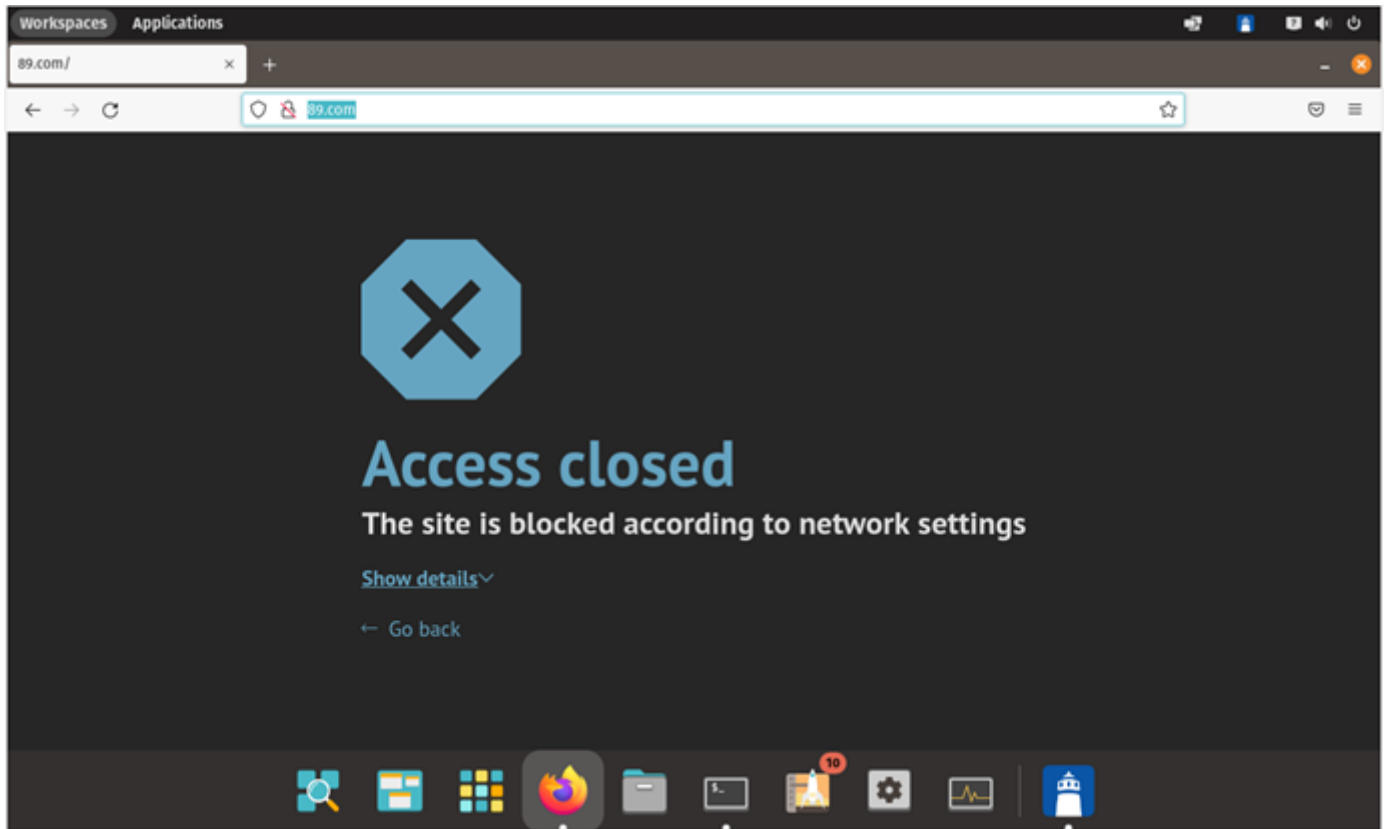 Workspaces Applications
89.com/
89.com
Access closed
The site is blocked according to network settings
Show details
← Go back
10